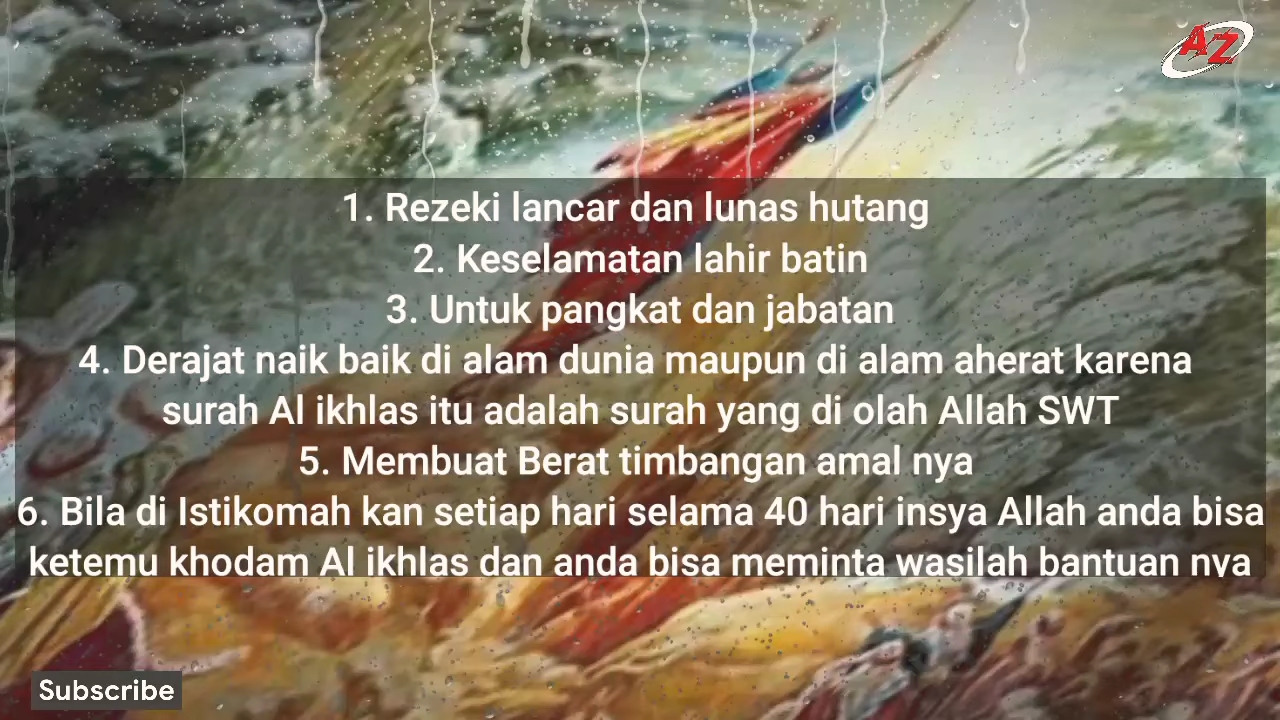 AZ
1. Rezeki lancar dan lunas hutang
2. Keselamatan lahir batin
3. Untuk pangkat dan jabatan
4. Derajat naik baik di alam dunia maupun di alam aherat karena
surah Al ikhlas itu adalah surah yang di olah Allah SWT
5. Membuat Berat timbangan amal nya
6. Bila di Istikomah kan setiap hari selama 40 hari insya Allah anda bisa
ketemu khodam Al ikhlas dan anda bisa meminta wasilah bantuan nya
Subscribe